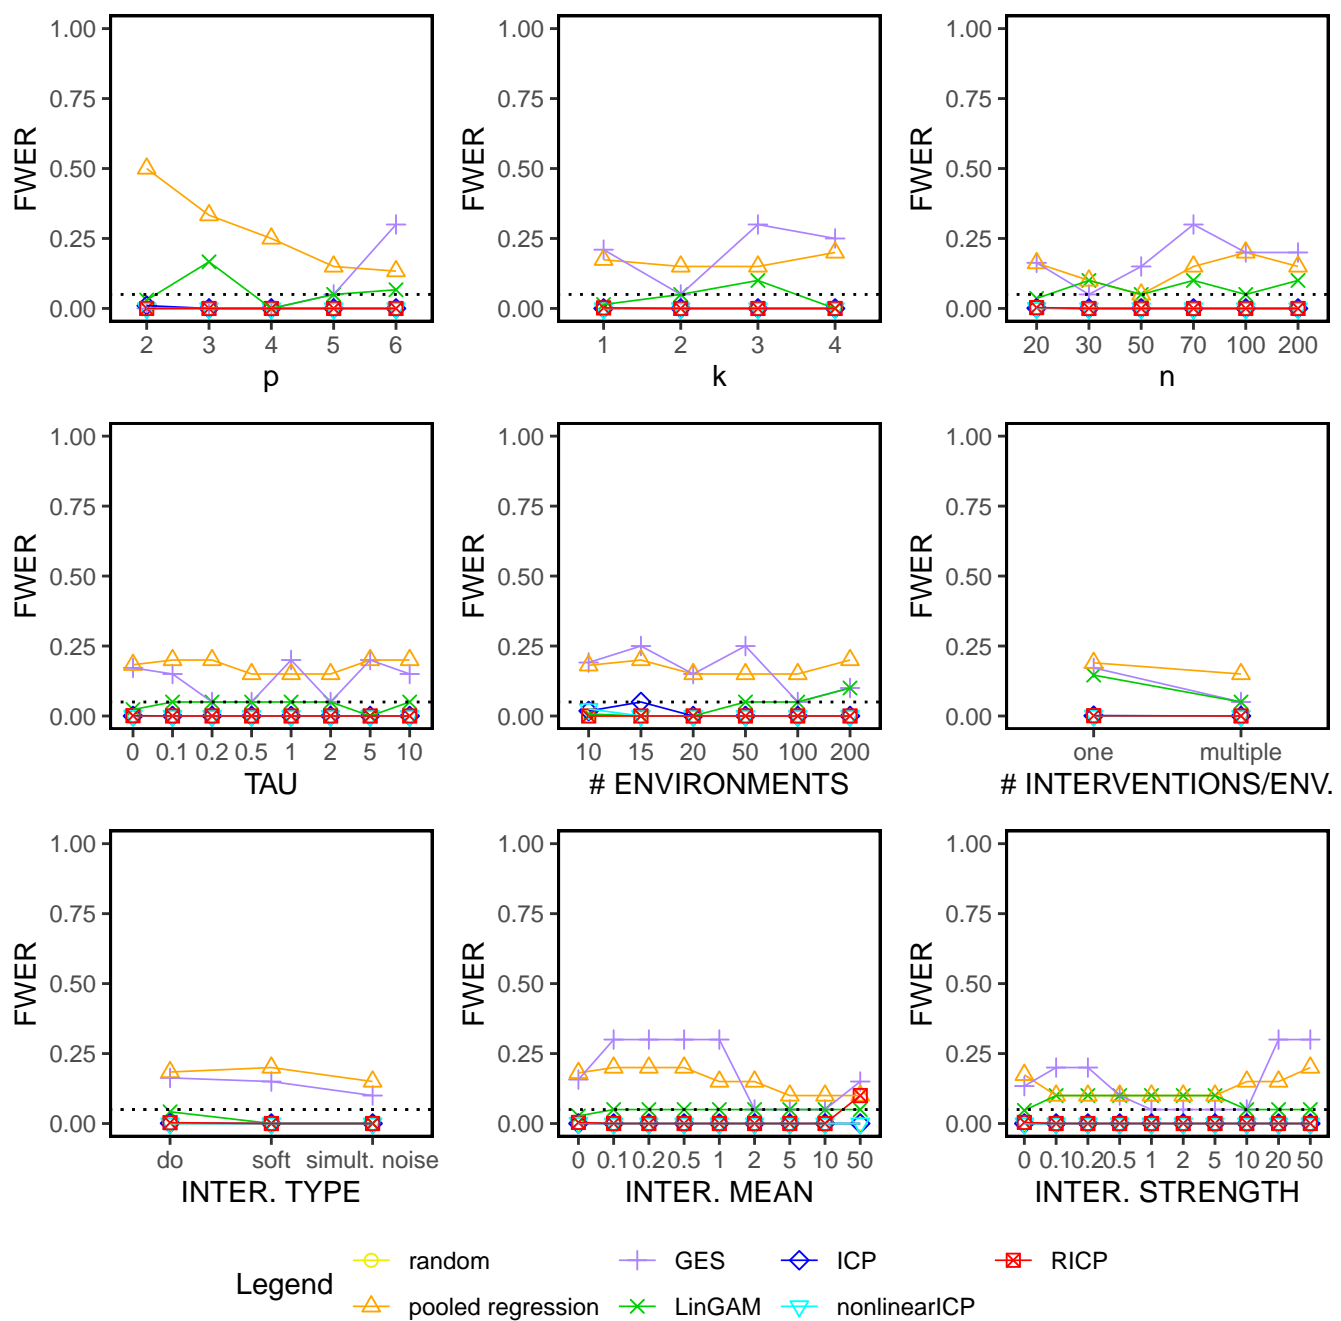 1.00
0.75
0.50
0.25
0.00
FWER
2 3 4 5 6
p
1.00
0.75
0.50
0.25
0.00
FWER
1 2 3 4
k
1.00
0.75
0.50
0.25
0.00
FWER
20 30 50 70 100 200
n
1.00
0.75
0.50
0.25
0.00
FWER
0 0.1 0.2 0.5 1 2 5 10
TAU
1.00
0.75
0.50
0.25
0.00
FWER
10 15 20 50 100 200
# ENVIRONMENTS
1.00
0.75
0.50
0.25
0.00
FWER
one multiple
# INTERVENTIONS/ENV.
1.00
0.75
0.50
0.25
0.00
FWER
do soft simult. noise
INTER. TYPE
1.00
0.75
0.50
0.25
0.00
FWER
0 0.1 0.2 0.5 1 2 5 10 50
INTER. MEAN
1.00
0.75
0.50
0.25
0.00
FWER
0 0.1 0.2 0.5 1 2 5 10 20 50
INTER. STRENGTH
Legend
random GES ICP RICP
pooled regression LinGAM nonlinearICP